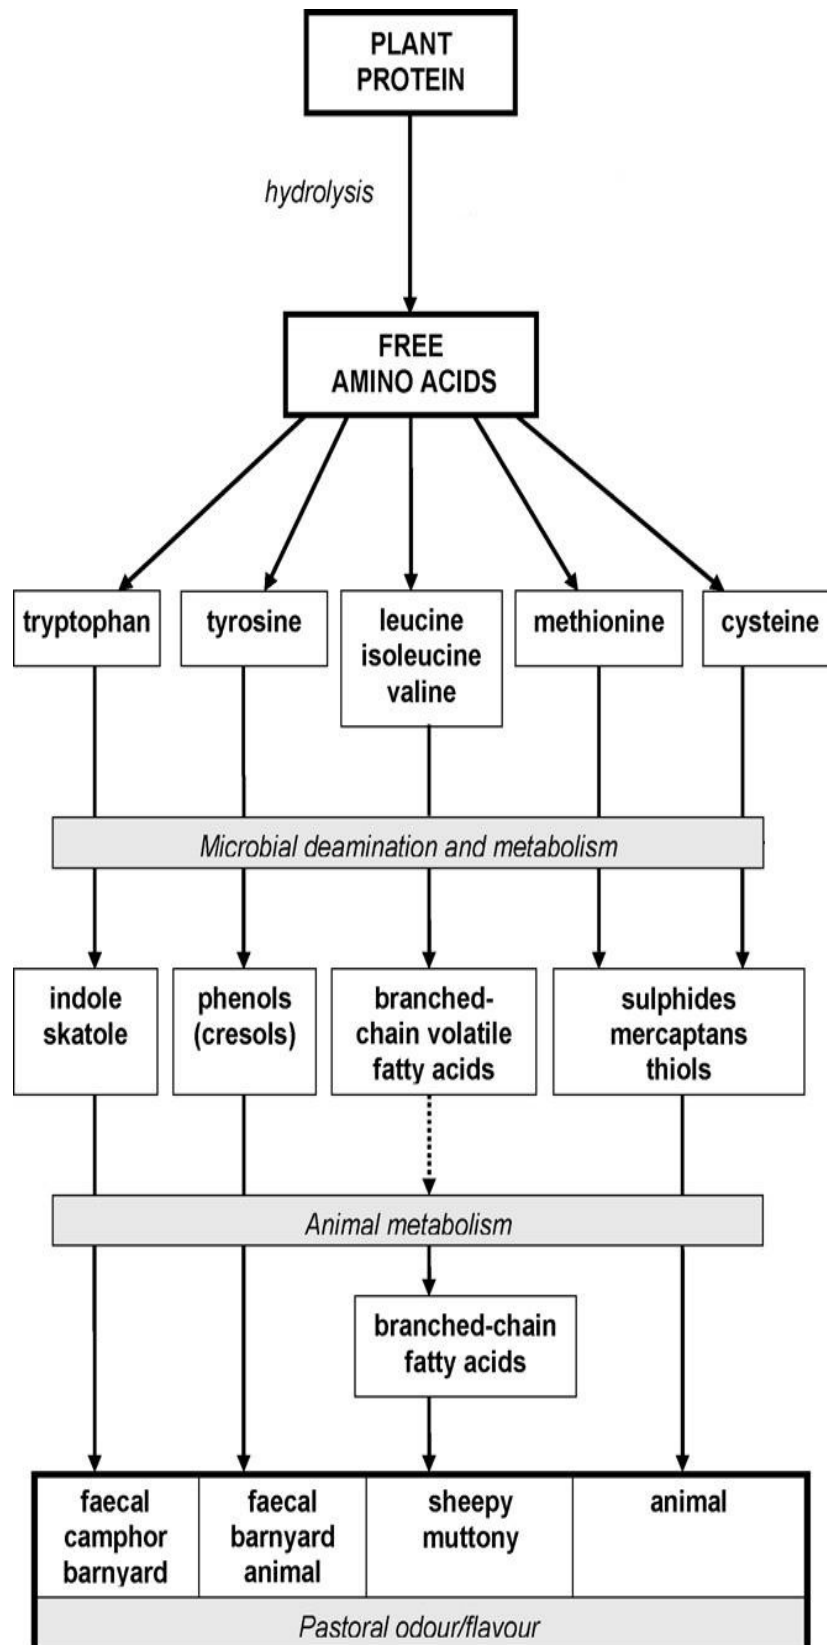 PLANT
PROTEIN
hydrolysis
FREE
AMINO ACIDS
tryptophan
tyrosine
leucine
isoleucine
valine
methionine
cysteine
Microbial deamination and metabolism
indole
skatole
phenols
(cresols)
branched-
chain volatile
fatty acids
sulphides
mercaptans
thiols
Animal metabolism
branched-chain
fatty acids
faecal
camphor
barnyard
faecal
barnyard
animal
sheepy
muttony
animal
Pastoral odour/flavour